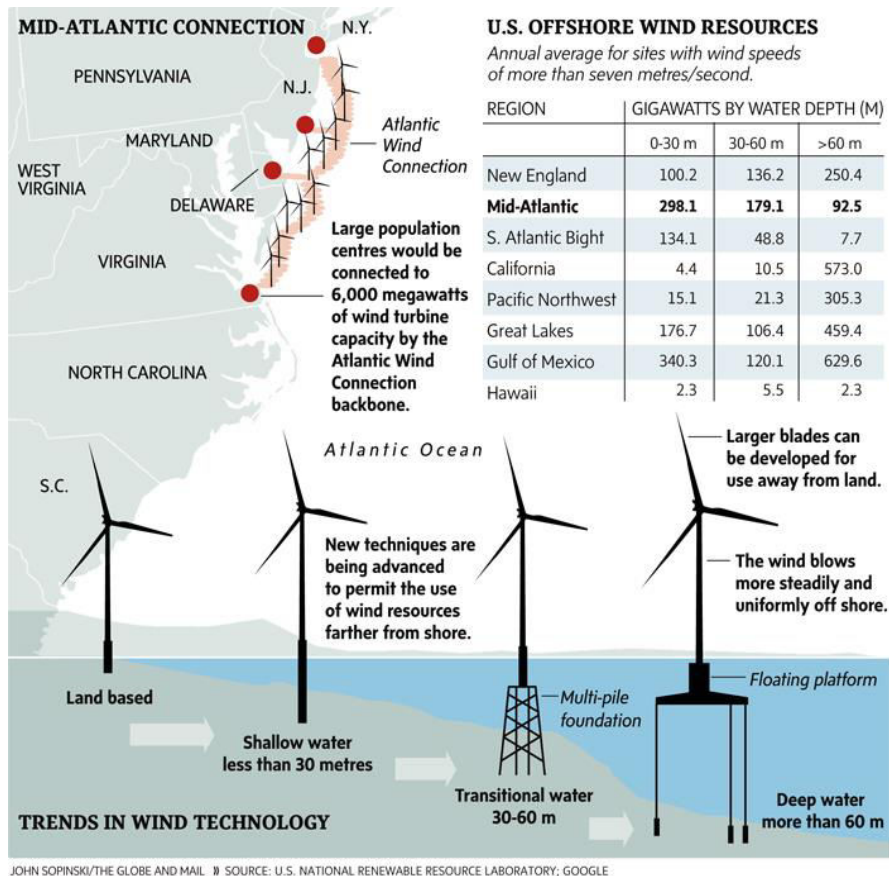 MID-ATLANTIC CONNECTION
N.Y.
PENNSYLVANIA
N.J.
MARYLAND
Atlantic
Wind
Connection
WEST
VIRGINIA
DELAWARE
VIRGINIA
Large population
centres would be
connected to
6,000 megawatts
of wind turbine
capacity by the
Atlantic Wind
Connection
backbone.
NORTH CAROLINA
S.C.
Atlantic Ocean
U.S. OFFSHORE WIND RESOURCES
Annual average for sites with wind speeds
of more than seven metres/second.
REGION GIGAWATTS BY WATER DEPTH (M)
0-30 m 30-60 m >60 m
New England 100.2 136.2 250.4
Mid-Atlantic 298.1 179.1 92.5
S. Atlantic Bight 134.1 48.8 7.7
California 4.4 10.5 573.0
Pacific Northwest 15.1 21.3 305.3
Great Lakes 176.7 106.4 459.4
Gulf of Mexico 340.3 120.1 629.6
Hawaii 2.3 5.5 2.3
Larger blades can
be developed for
use away from land.
New techniques are
being advanced
to permit the use
of wind resources
farther from shore.
The wind blows
more steadily and
uniformly off shore.
Land based
Shallow water
less than 30 metres
Multi-pile
foundation
Floating platform
Transitional water
30-60 m
Deep water
more than 60 m
TRENDS IN WIND TECHNOLOGY
JOHN SOPINSKI/THE GLOBE AND MAIL » SOURCE: U.S. NATIONAL RENEWABLE RESOURCE LABORATORY; GOOGLE